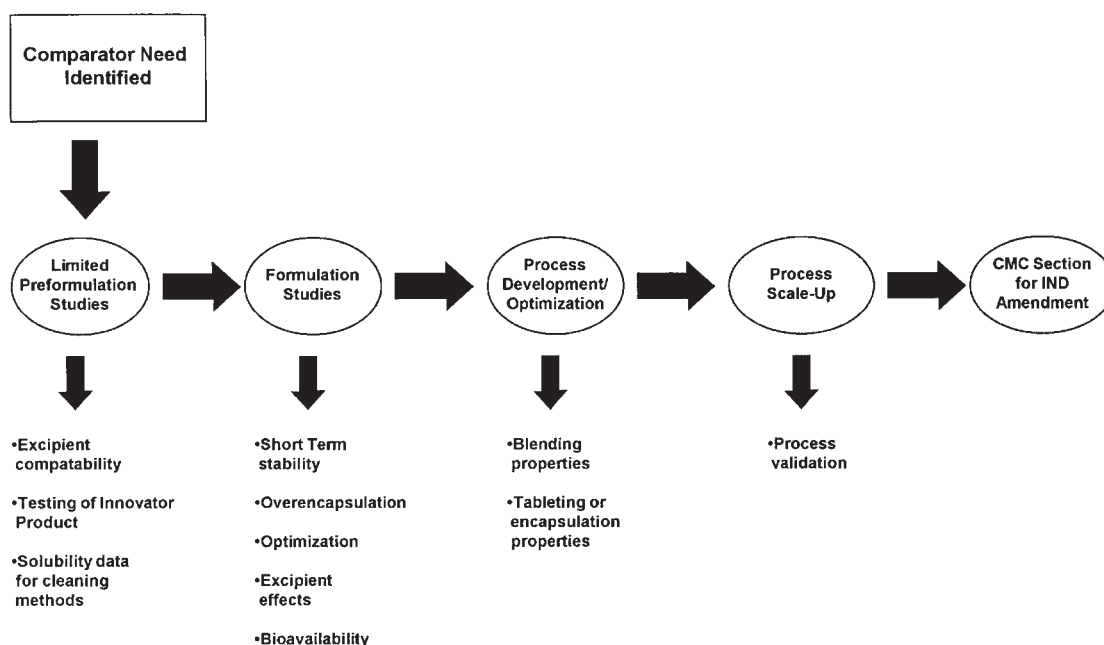 Comparator Need
Identified
Limited
Preformulation
Studies
Formulation
Studies
Process
Development/
Optimization
Process
Scale-Up
CMC Section
for IND
Amendment
•Excipient
compatability
•Testing of Innovator
Product
•Solubility data
for cleaning
methods
•Short Term
stability
•Overencapsulation
•Optimization
•Excipient
effects
•Bioavailability
•Blending
properties
•Tableting or
encapsulation
properties
•Process
validation